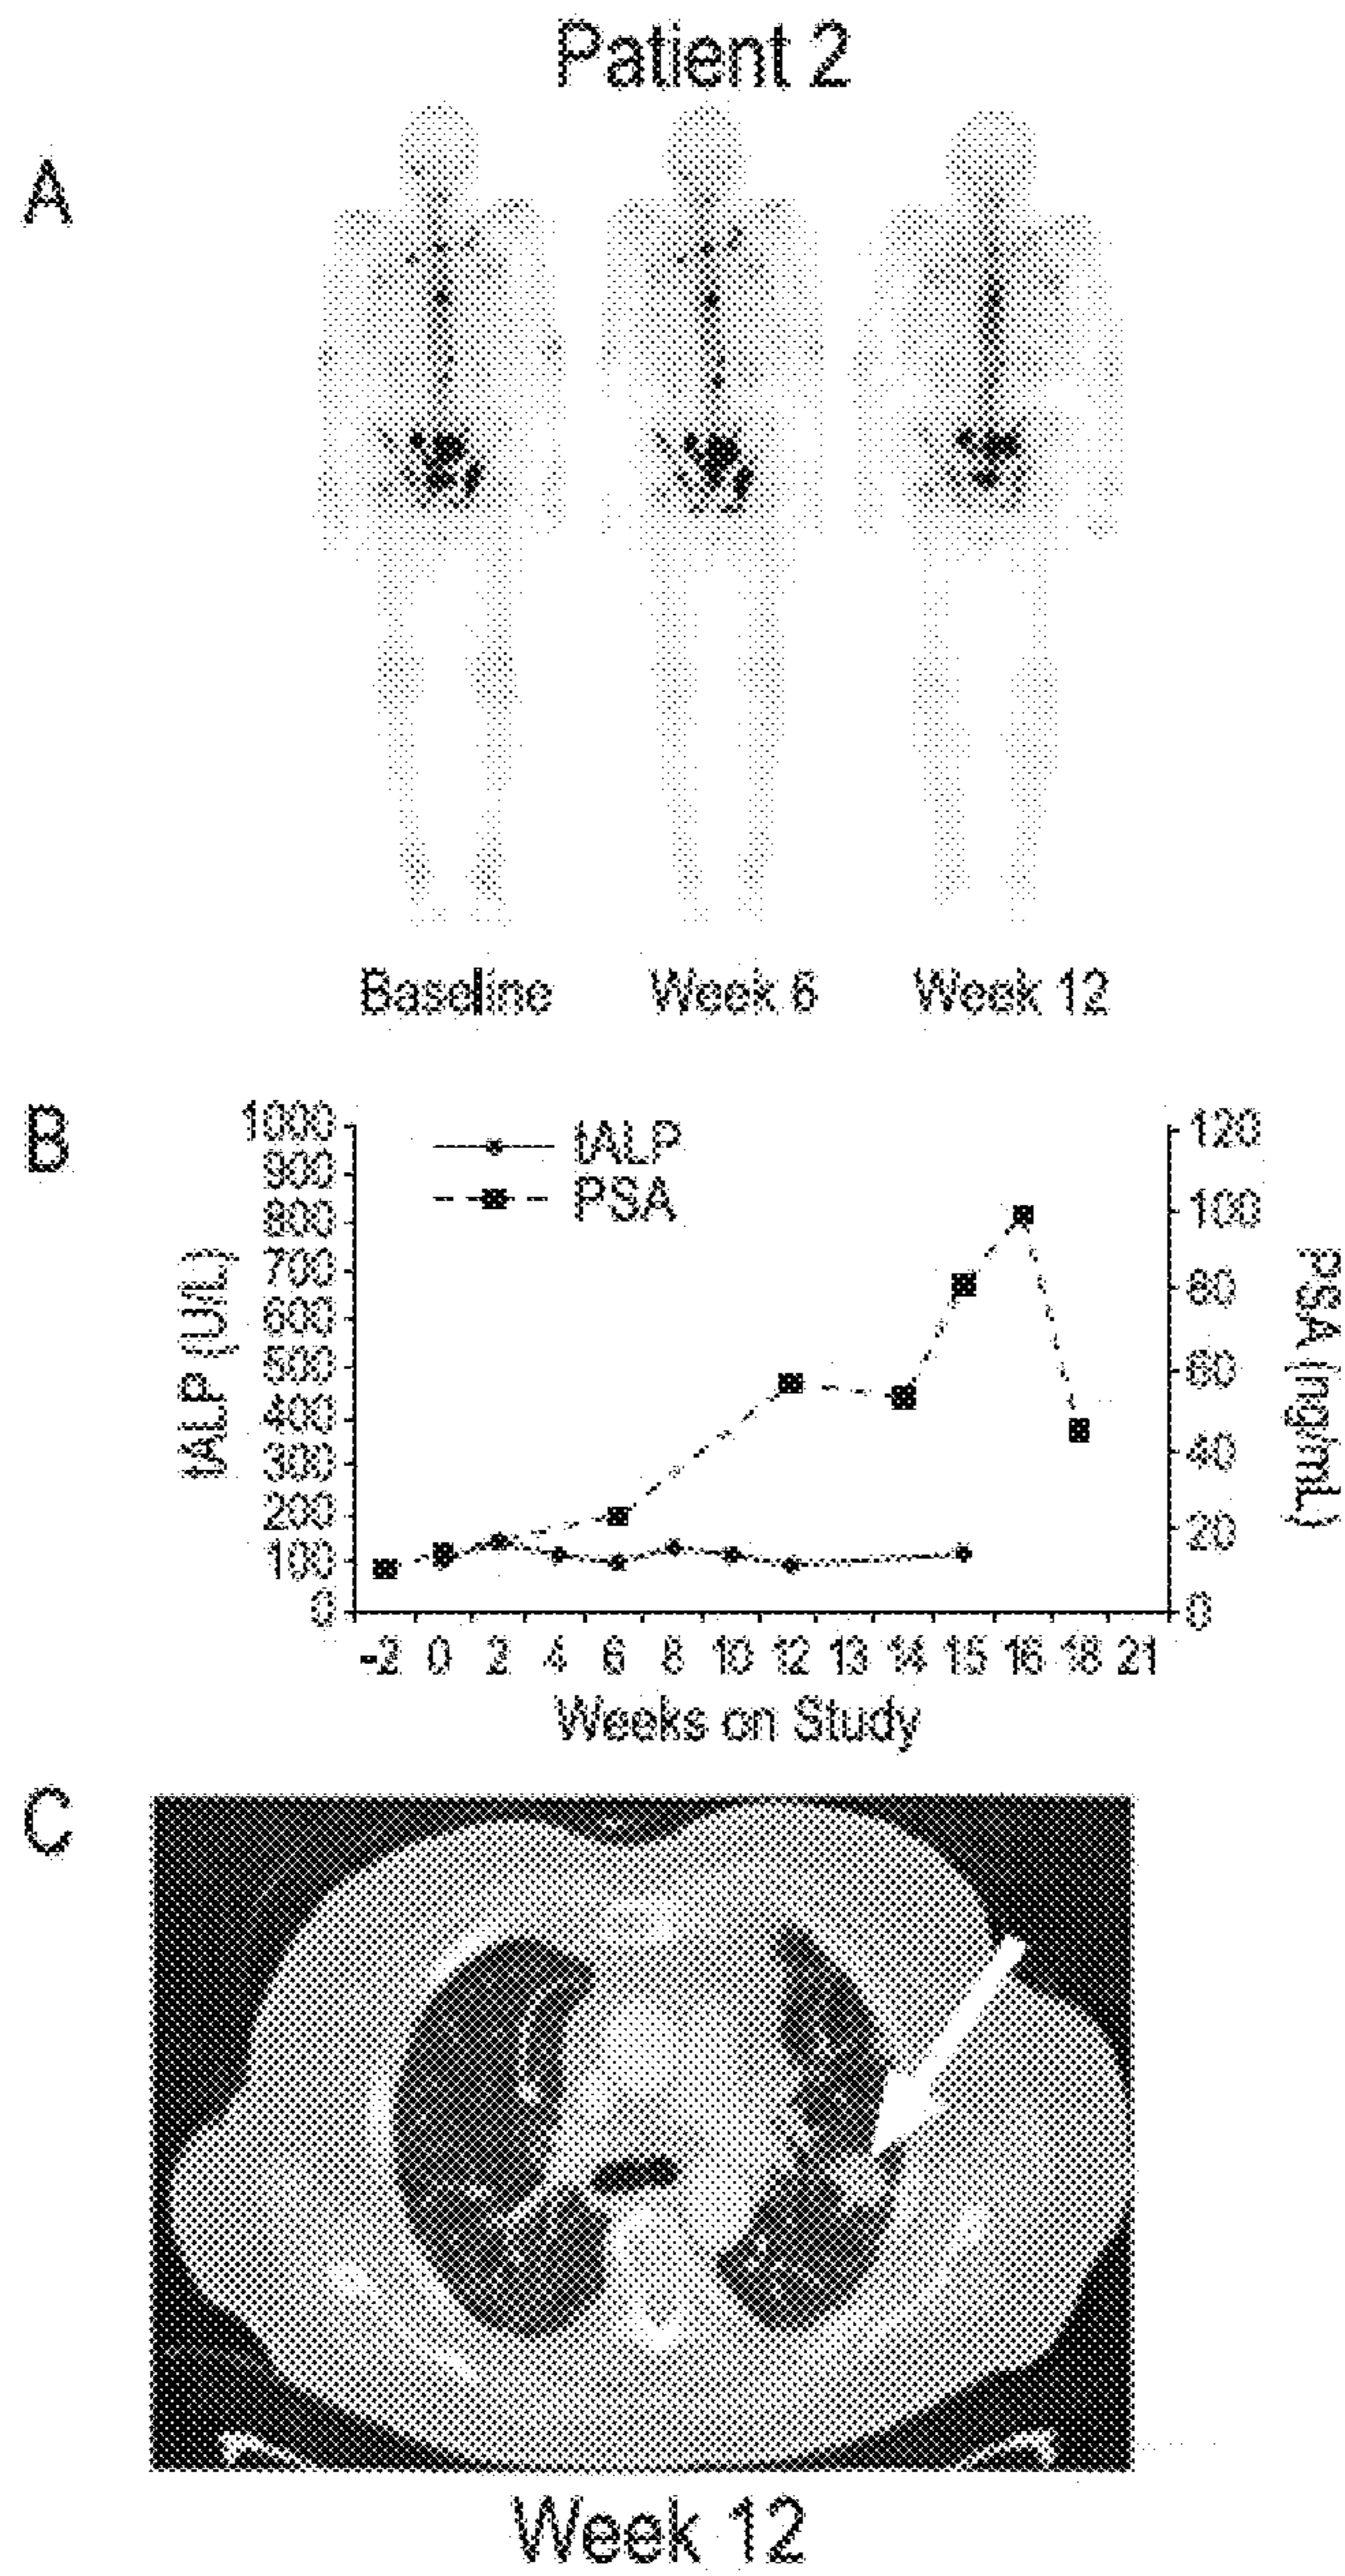 Patient 2
A
Baseline Week 6 Week 12
B
1000
900
800
700
600
500
400
300
200
100
0
tALP (U/L)
tALP
PSA
120
100
80
60
40
20
0
PSA (ng/mL)
-2 0 2 4 6 8 10 12 13 14 15 16 18 21
Weeks on Study
C
Week 12